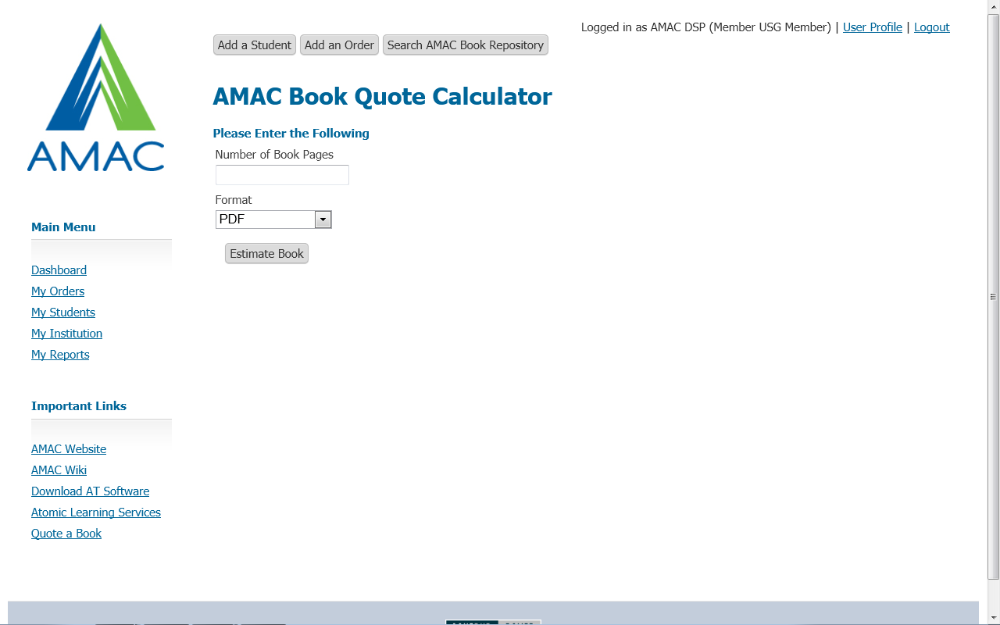 Logged in as AMAC DSP (Member USG Member) | User Profile | Logout
Add a Student Add an Order Search AMAC Book Repository
AMAC
AMAC Book Quote Calculator
Please Enter the Following
Number of Book Pages
Format
PDF
Estimate Book
Main Menu
Dashboard
My Orders
My Students
My Institution
My Reports
Important Links
AMAC Website
AMAC Wiki
Download AT Software
Atomic Learning Services
Quote a Book